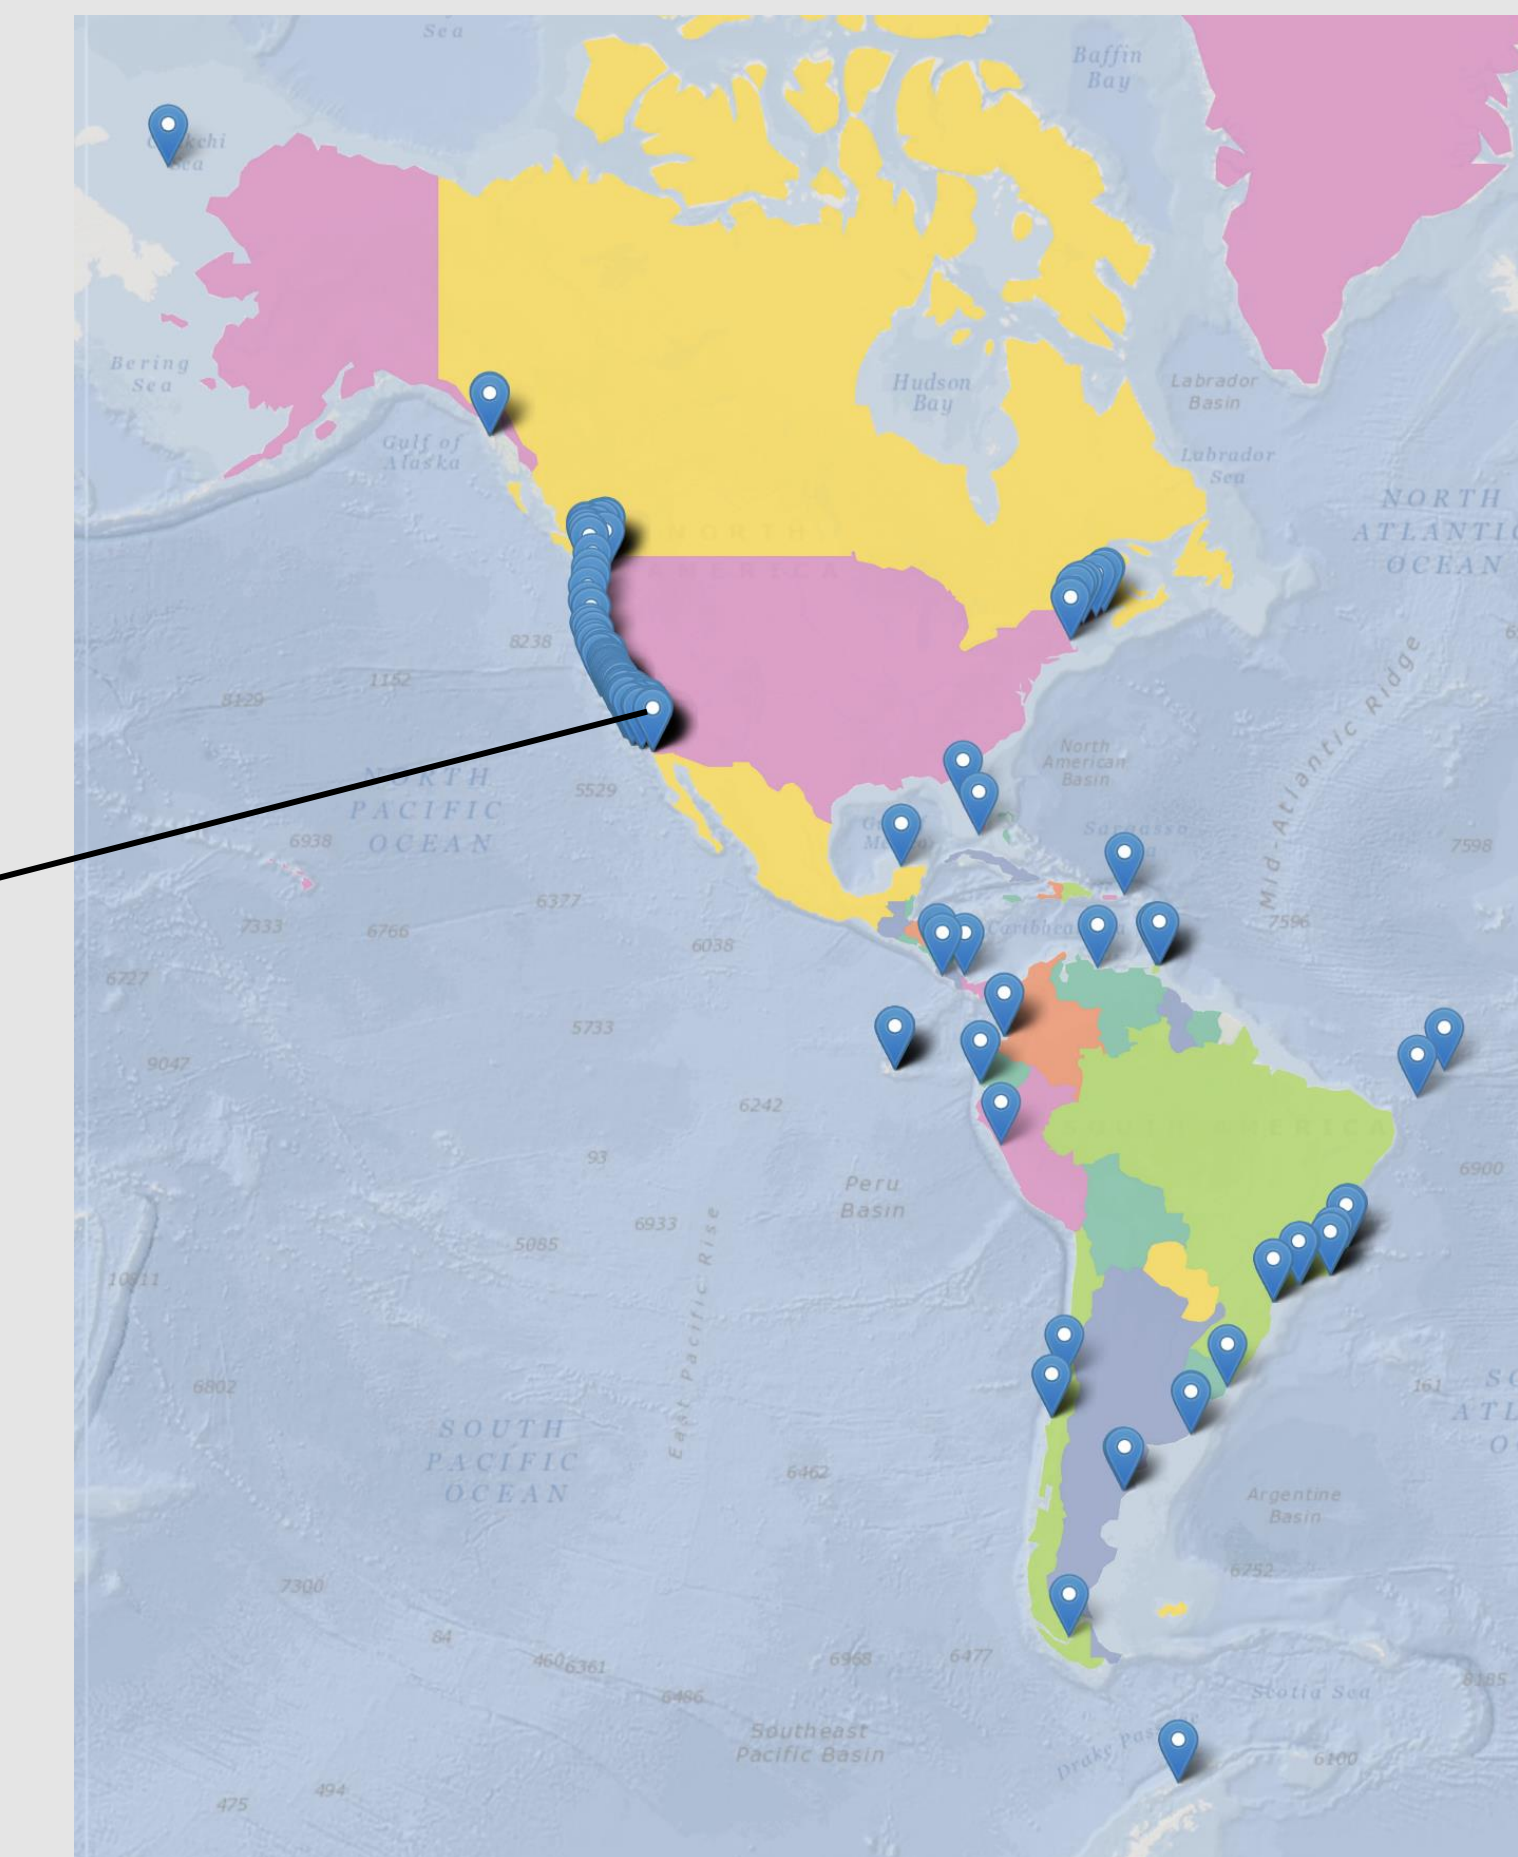 Sea
Baffin
Bay
Sea
Bering
Sea
Hudson
Bay
Labrador
Basin
Gulf of
Alaska
Labrador
Sea
NORTH
OCEAN
NORTH
AMERICA
8238
1152
8129
Mid-Atlantic Ridge
North
American
Basin
NORTH
PACIFIC
OCEAN
5529
6938
7598
6377
7333
6766
6038
7596
6727
5733
9047
6242
SOUTH AMERICA
93
6900
Peru
Basin
6933
5085
East Pacific Rise
6802
161
SOUTH
PACIFIC
OCEAN
6462
Argentine
Basin
6752
7300
84
460
6361
6968
6477
8185
6486
Scotia Sea
Southeast
Pacific Basin
6100
475
494